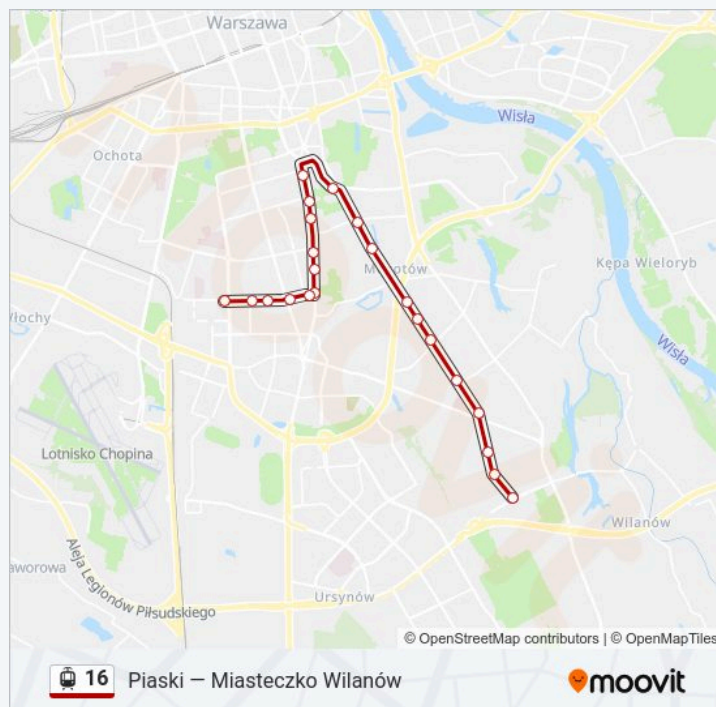 Warszawa
Wisła
Ochota
Kępa Wieloryb
Włochy
Wisła
Lotnisko Chopina
Wilanów
Aleja Legionów Piłsudskiego
Ursynów
© OpenStreetMap contributors | © OpenMapTiles
16 Piaski — Miasteczko Wilanów
moovit